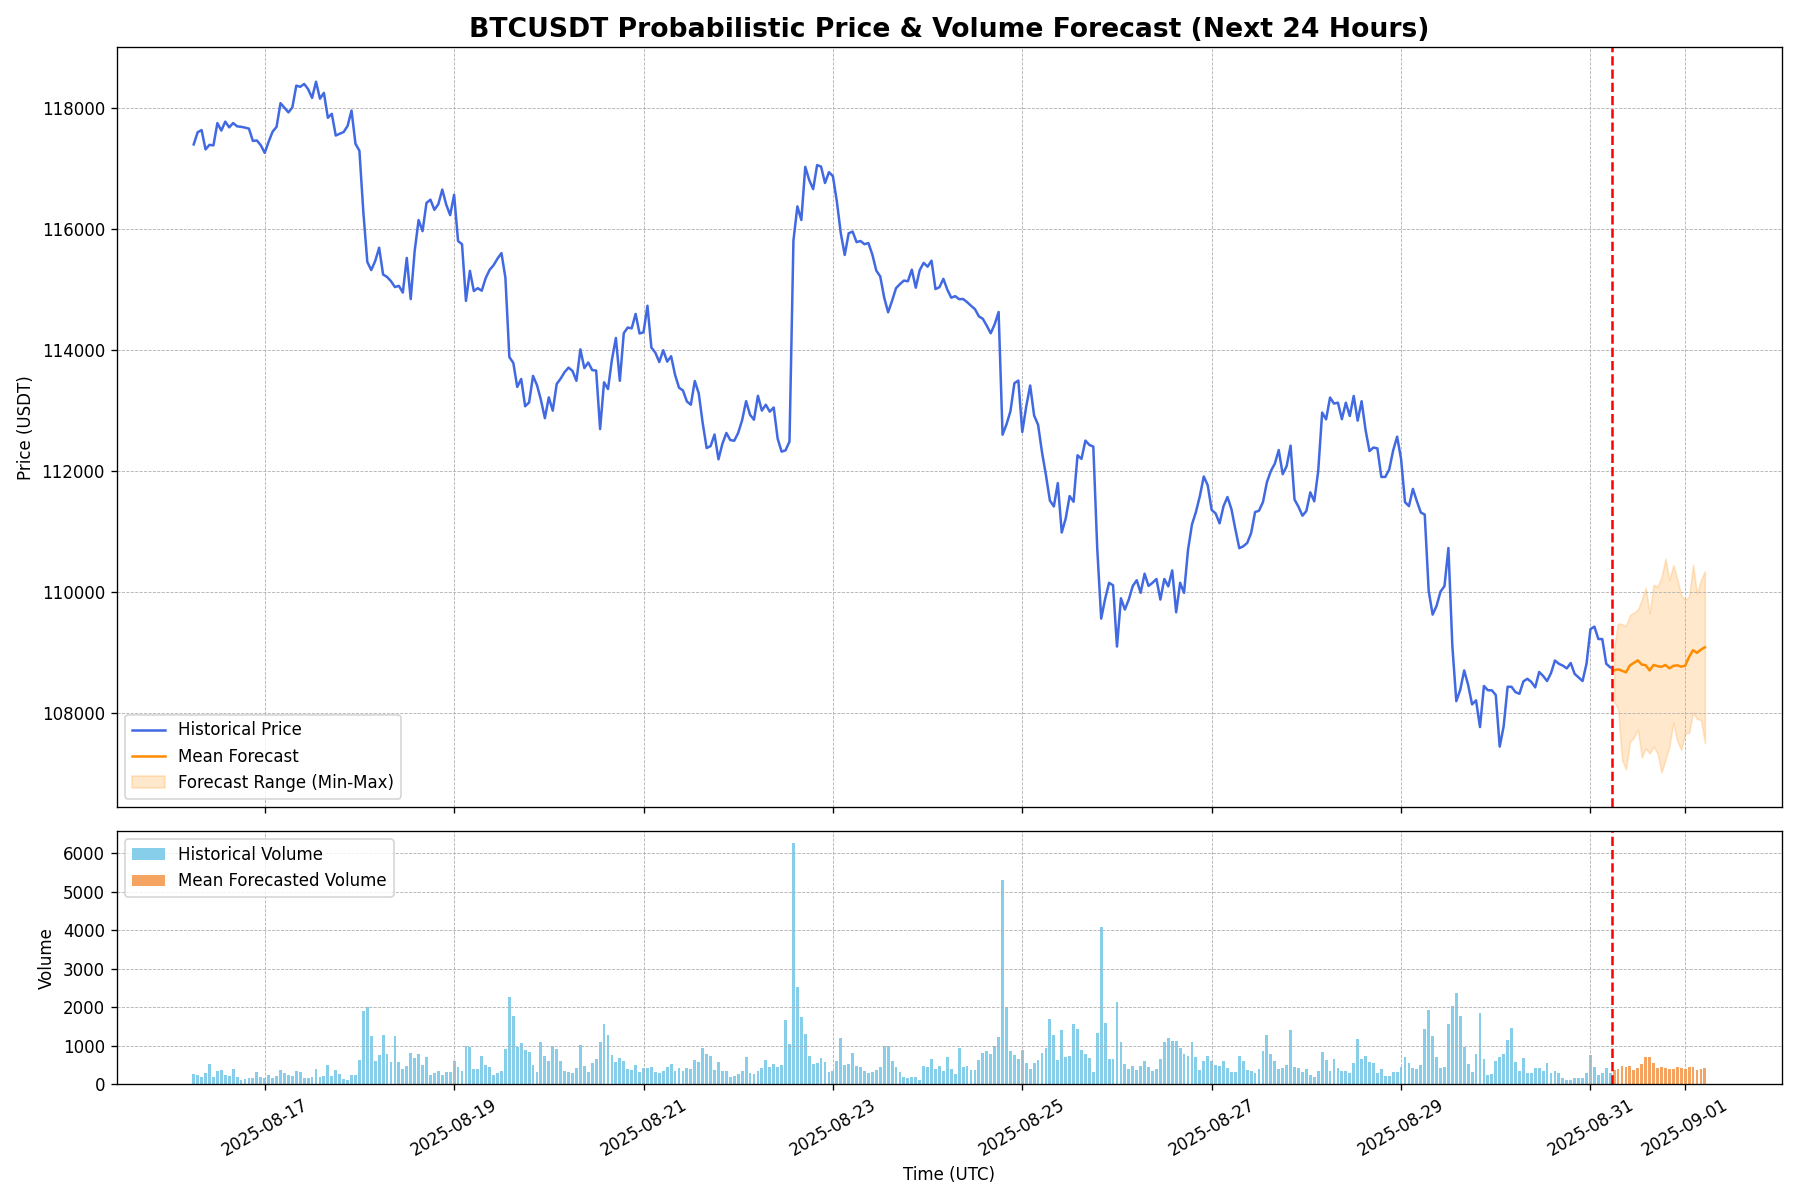 BTCUSDT Probabilistic Price & Volume Forecast (Next 24 Hours)
118000
116000
114000
112000
110000
108000
Price (USDT)
Historical Price
Mean Forecast
Forecast Range (Min-Max)
6000
5000
4000
3000
2000
1000
0
Volume
Historical Volume
Mean Forecasted Volume
2025-08-17
2025-08-19
2025-08-21
2025-08-23
2025-08-25
2025-08-27
2025-08-29
2025-08-31
2025-09-01
Time (UTC)